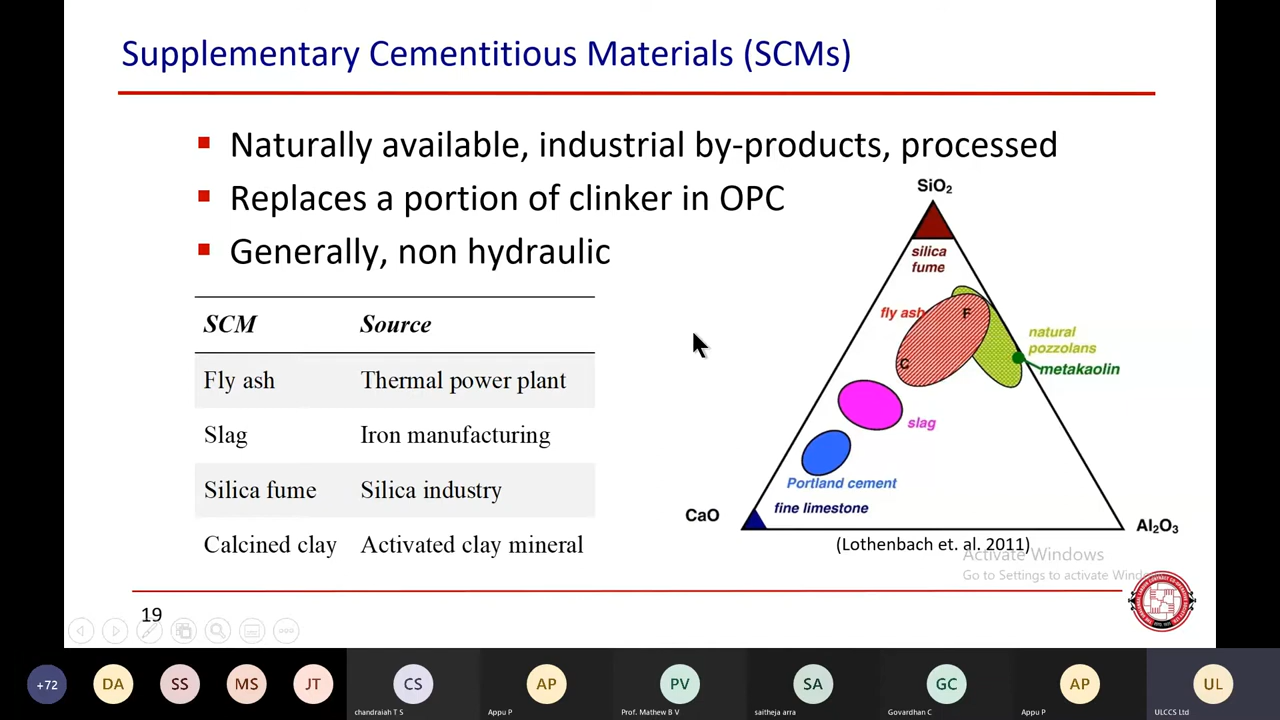 Supplementary Cementitious Materials (SCMs)
Naturally available, industrial by-products, processed
Replaces a portion of clinker in OPC
Generally, non hydraulic
SCM Source
Fly ash Thermal power plant
Slag Iron manufacturing
Silica fume Silica industry
Calcined clay Activated clay mineral
SiO₂
silica
fume
fly ash
F
C
natural
pozzolans
metakaolin
slag
Portland cement
fine limestone
CaO
Al₂O₃
(Lothenbach et. al. 2011)
Activate Windows
Go to Settings to activate Windo
19
+72 DA SS MS JT CS AP PV SA GC AP UL
chandraiah T S Appu P Prof. Mathew B V saitheja arra Govardhan C Appu P ULCCS Ltd